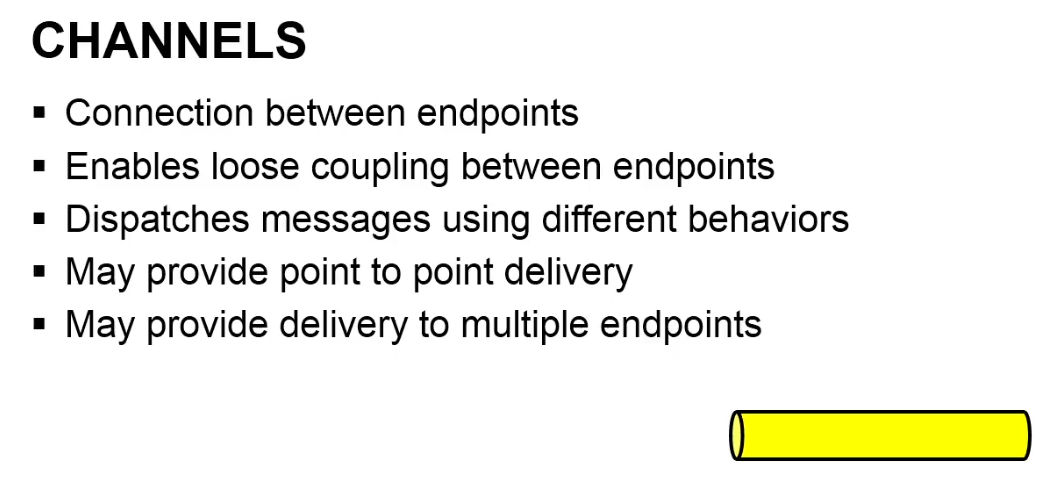 CHANNELS
▪ Connection between endpoints
▪ Enables loose coupling between endpoints
▪ Dispatches messages using different behaviors
▪ May provide point to point delivery
▪ May provide delivery to multiple endpoints